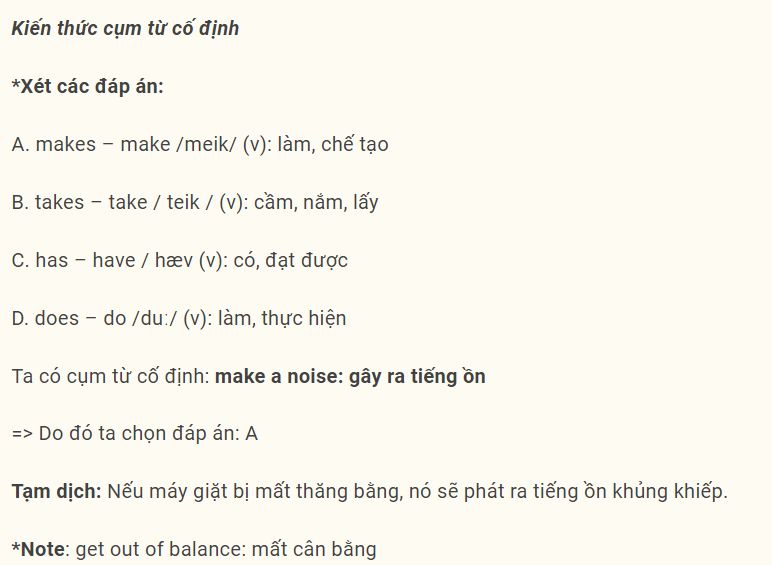 Kiến thức cụm từ cố định
*Xét các đáp án:
A. makes – make /meik/ (v): làm, chế tạo
B. takes – take / teik / (v): cầm, nắm, lấy
C. has – have / hæv (v): có, đạt được
D. does – do /duː/ (v): làm, thực hiện
Ta có cụm từ cố định: make a noise: gây ra tiếng ồn
=> Do đó ta chọn đáp án: A
Tạm dịch: Nếu máy giặt bị mất thăng bằng, nó sẽ phát ra tiếng ồn khủng khiếp.
*Note: get out of balance: mất cân bằng